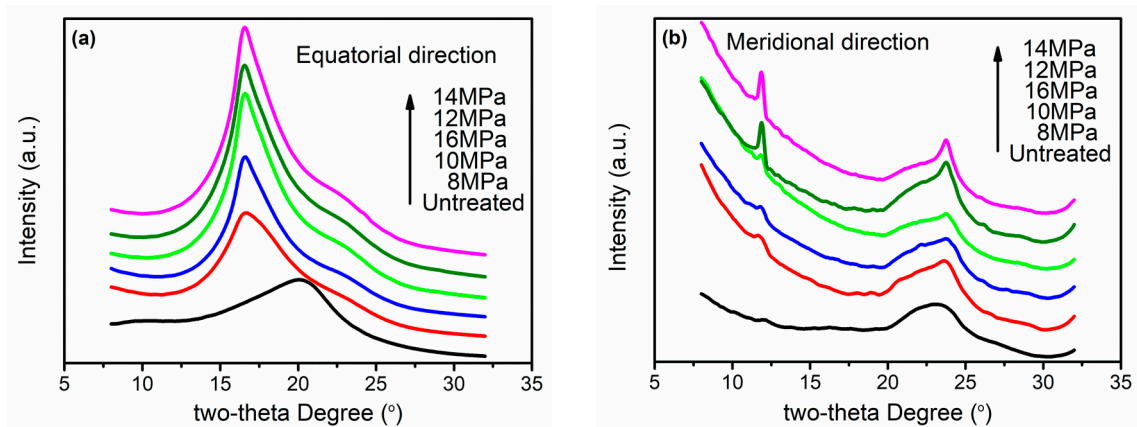 (a)
Equatorial direction
14MPa
12MPa
16MPa
10MPa
8MPa
Untreated
Intensity (a.u.)
5 10 15 20 25 30 35
two-theta Degree (º)
(b)
Meridional direction
14MPa
12MPa
16MPa
10MPa
8MPa
Untreated
Intensity (a.u.)
5 10 15 20 25 30 35
two-theta Degree (º)